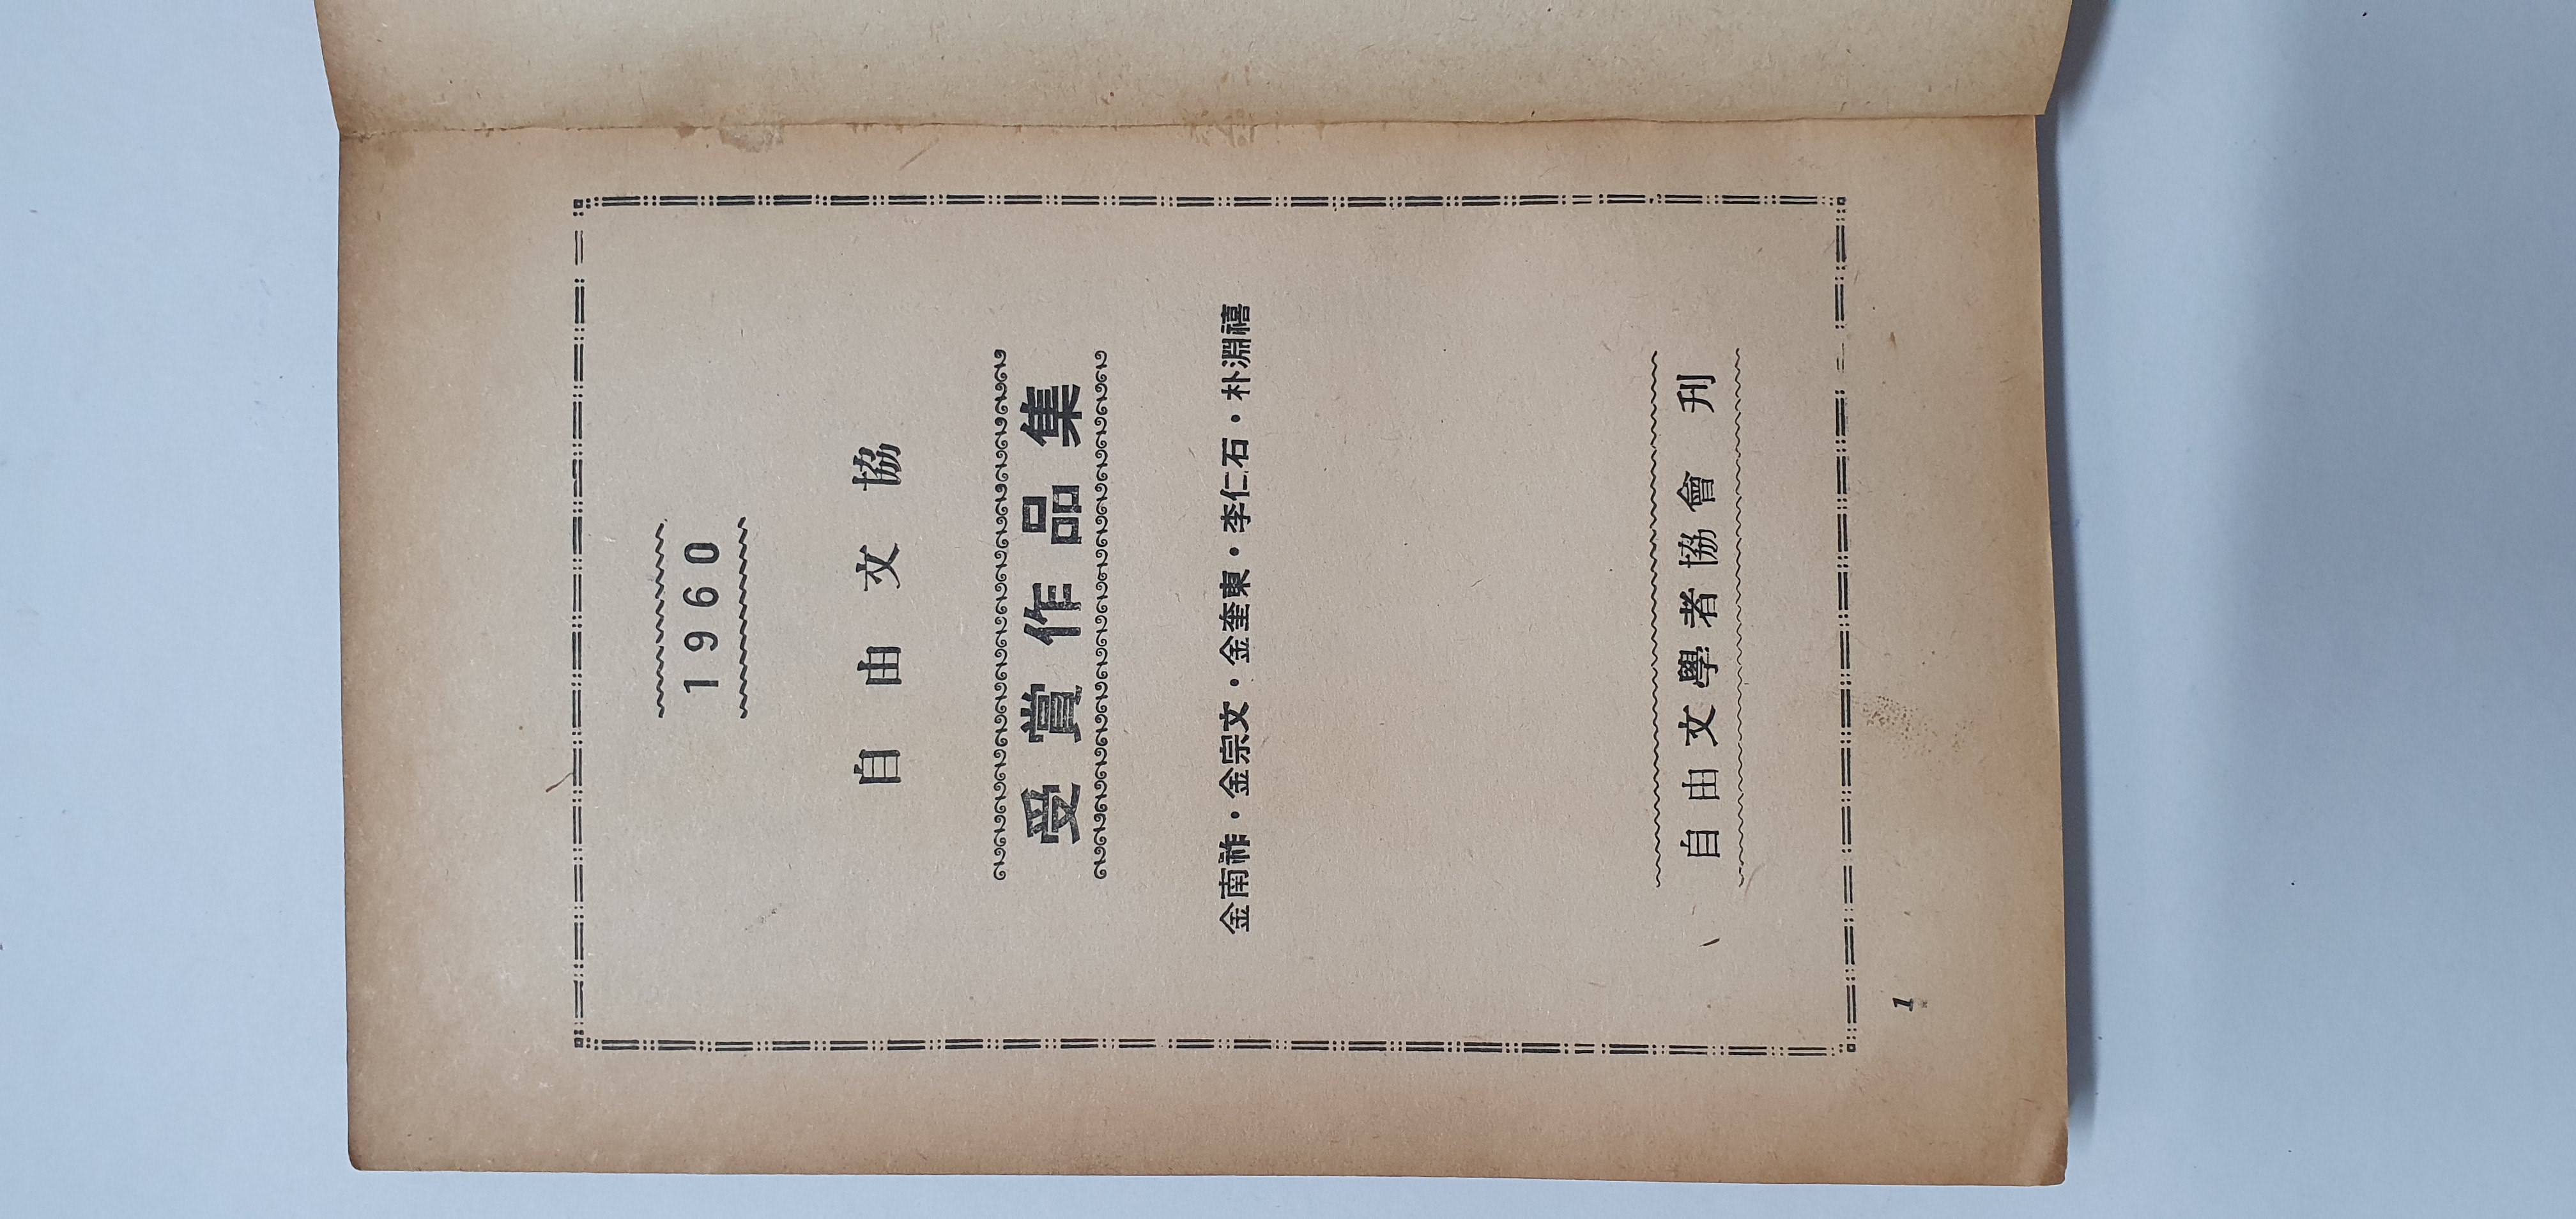 1960
自由文協
受賞作品集
金南祚・金宗文・金奎東・李仁石・朴淵禧
自由文學者協會 刊
1